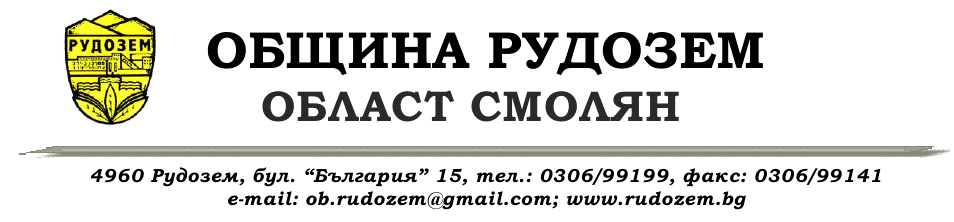 РУДОЗЕМ
ОБЩИНА РУДОЗЕМ
ОБЛАСТ СМОЛЯН
4960 Рудозем, бул. “България” 15, тел.: 0306/99199, факс: 0306/99141
e-mail: ob.rudozem@gmail.com; www.rudozem.bg